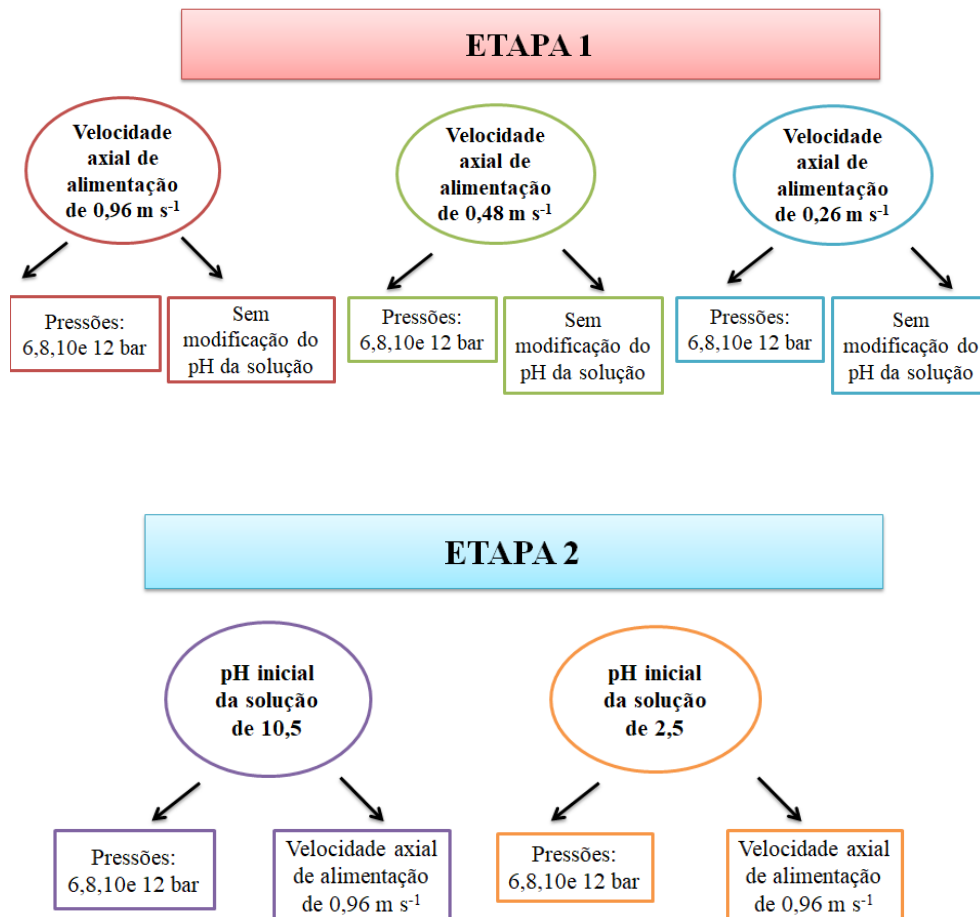 ETAPA 1
Velocidade
axial de
alimentação
de 0,96 m s⁻¹
Velocidade
axial de
alimentação
de 0,48 m s⁻¹
Velocidade
axial de
alimentação
de 0,26 m s⁻¹
Pressões:
6,8,10e 12 bar
Sem
modificação do
pH da solução
Pressões:
6,8,10e 12 bar
Sem
modificação do
pH da solução
Pressões:
6,8,10e 12 bar
Sem
modificação do
pH da solução
ETAPA 2
pH inicial
da solução
de 10,5
pH inicial
da solução
de 2,5
Pressões:
6,8,10e 12 bar
Velocidade axial
de alimentação
de 0,96 m s⁻¹
Pressões:
6,8,10e 12 bar
Velocidade axial
de alimentação
de 0,96 m s⁻¹